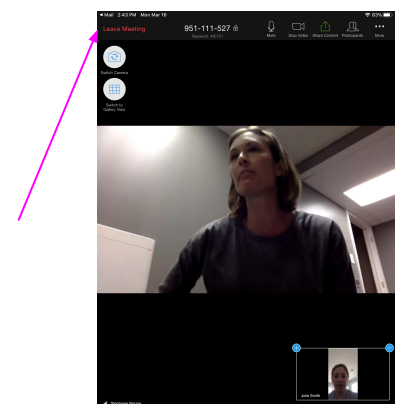 Mail 2:43 PM Mon Mar 16 83%
Leave Meeting 951-111-527 Mute Stop Video Share Content Participants More
Switch Camera
Switch to
Gallery View
Julie Smith